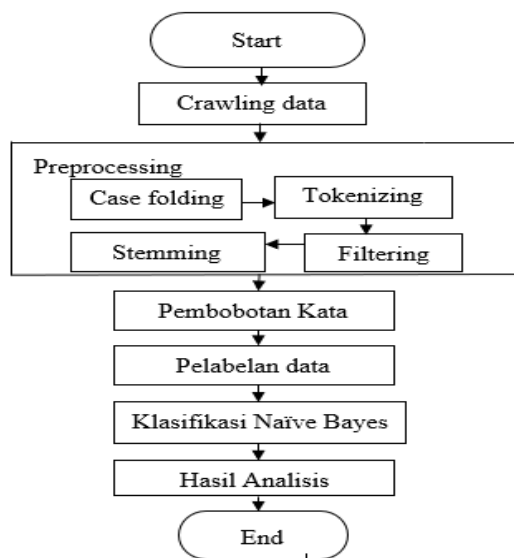 Start
Crawling data
Preprocessing
Case folding
Tokenizing
Filtering
Stemming
Pembobotan Kata
Pelabelan data
Klasifikasi Naïve Bayes
Hasil Analisis
End